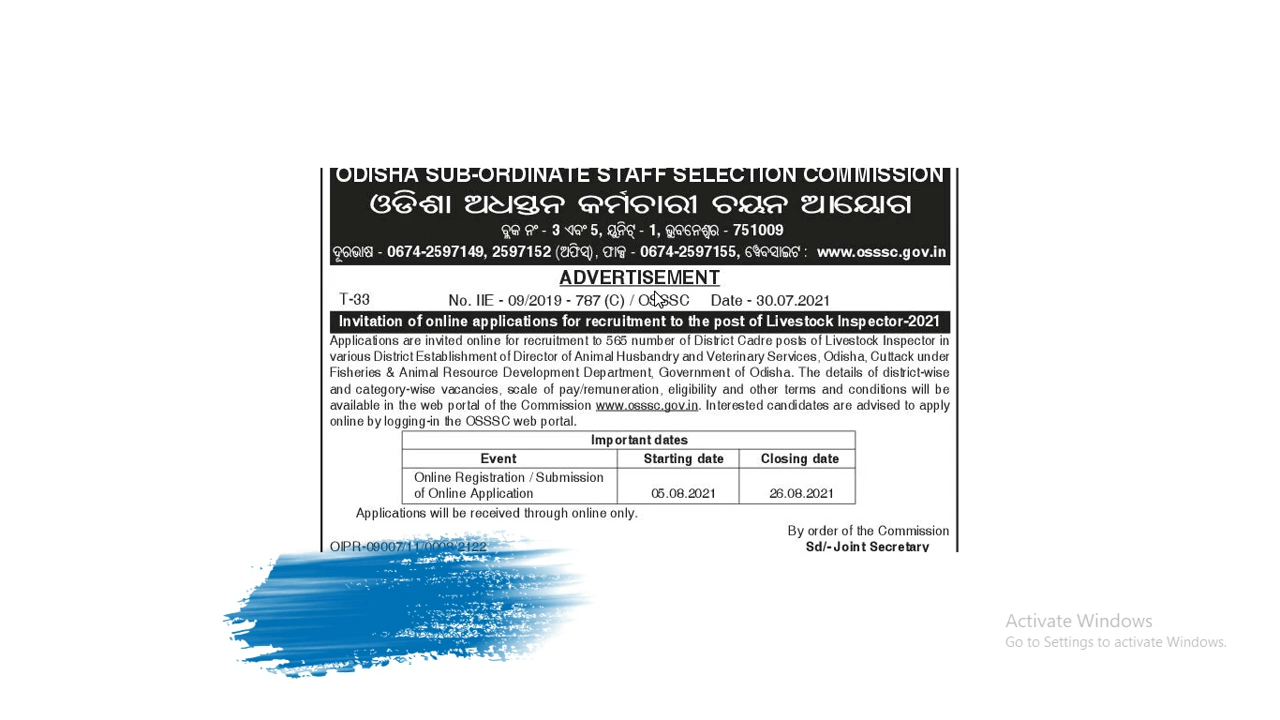 ODISHA SUB-ORDINATE STAFF SELECTION COMMISSION
ଓଡିଶା ଅଧସ୍ତନ କର୍ମଚାରୀ ଚୟନ ଆୟୋଗ
ବ୍ଲକ ନଂ - 3 ଏବଂ 5, ୟୁନିଟ୍ - 1, ଭୁବନେଶ୍ୱର - 751009
ଦୂରଭାଷ - 0674-2597149, 2597152 (ଅଫିସ୍), ଫାକ୍ସ - 0674-2597155, ୱେବସାଇଟ : www.osssc.gov.in
ADVERTISEMENT
T-33 No. IIE - 09/2019 - 787 (C) / OSSSC Date - 30.07.2021
Invitation of online applications for recruitment to the post of Livestock Inspector-2021
Applications are invited online for recruitment to 565 number of District Cadre posts of Livestock Inspector in
various District Establishment of Director of Animal Husbandry and Veterinary Services, Odisha, Cuttack under
Fisheries & Animal Resource Development Department, Government of Odisha. The details of district-wise
and category-wise vacancies, scale of pay/remuneration, eligibility and other terms and conditions will be
available in the web portal of the Commission www.osssc.gov.in. Interested candidates are advised to apply
online by logging-in the OSSSC web portal.
Important dates
Event Starting date Closing date
Online Registration / Submission
of Online Application 05.08.2021 26.08.2021
Applications will be received through online only.
By order of the Commission
OIPR-09007/11/0008/2122 Sd/- Joint Secretary
Activate Windows
Go to Settings to activate Windows.